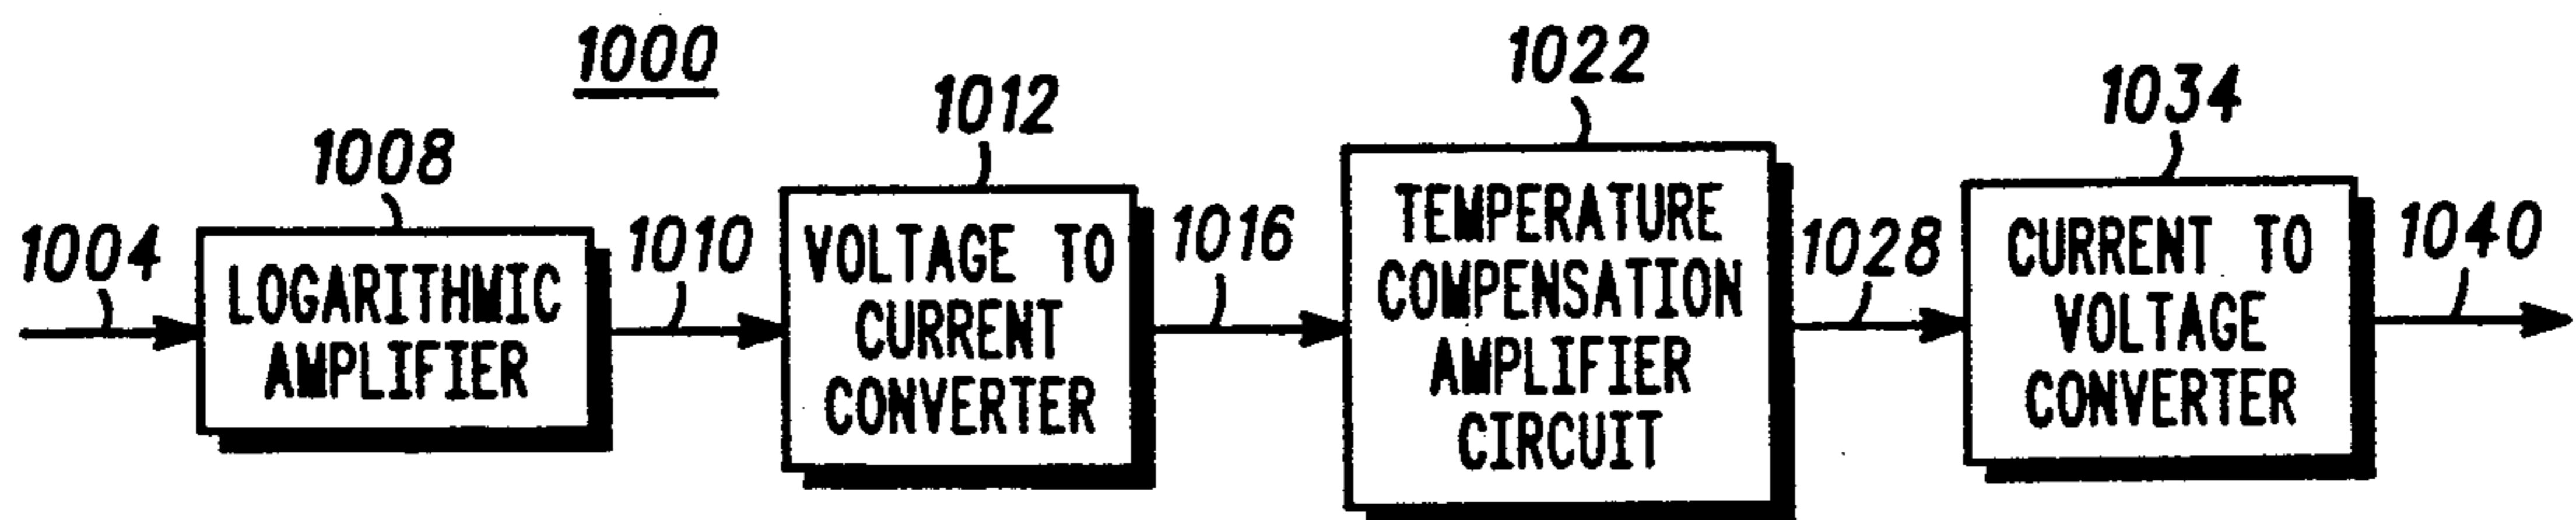 1000
1004
1008
LOGARITHMIC
AMPLIFIER
1010
1012
VOLTAGE TO
CURRENT
CONVERTER
1016
1022
TEMPERATURE
COMPENSATION
AMPLIFIER
CIRCUIT
1028
1034
CURRENT TO
VOLTAGE
CONVERTER
1040